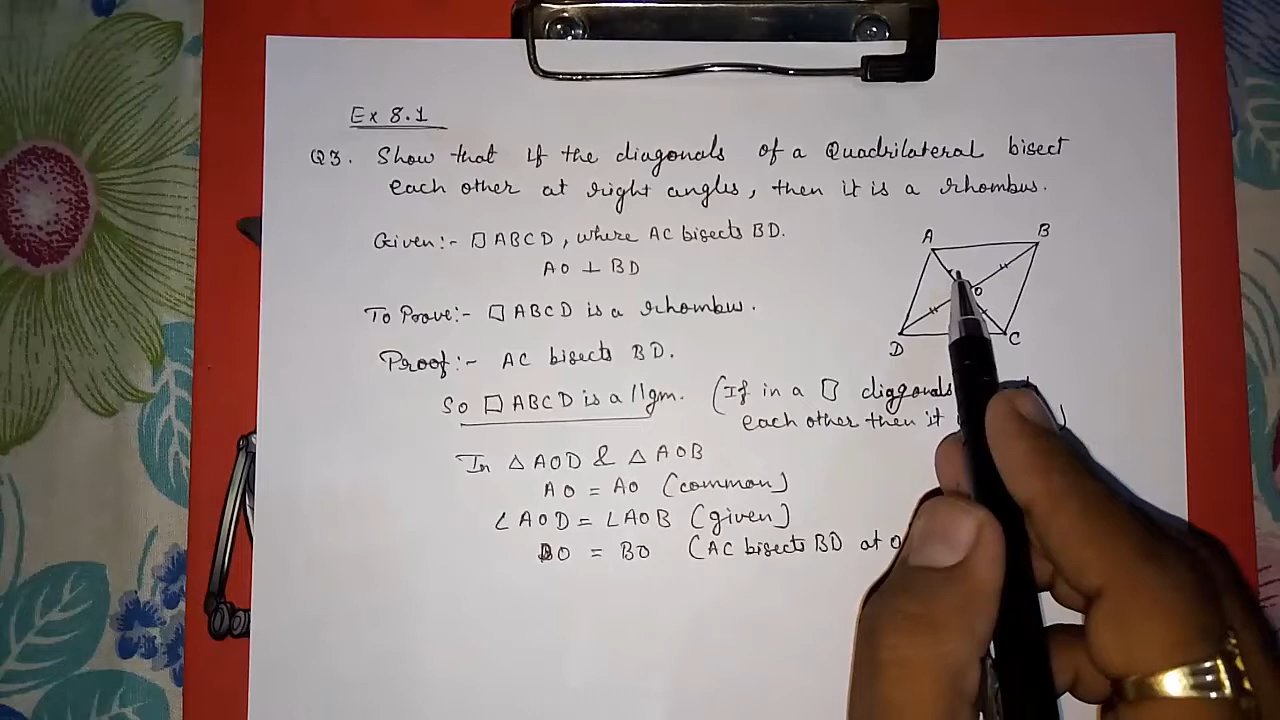 Ex 8.1
Q3. Show that if the diagonals of a Quadrilateral bisect
each other at right angles, then it is a rhombus.
Given:- □ ABCD, where AC bisects BD.
AO ⊥ BD
A
B
O
D
C
To Prove:- □ ABCD is a rhombus.
Proof:- AC bisects BD.
So □ ABCD is a ||gm. (If in a □ diagonals
each other then it
In △ AOD & △ AOB
AO = AO (common)
∠AOD = ∠AOB (given)
DO = BO (AC bisects BD at O